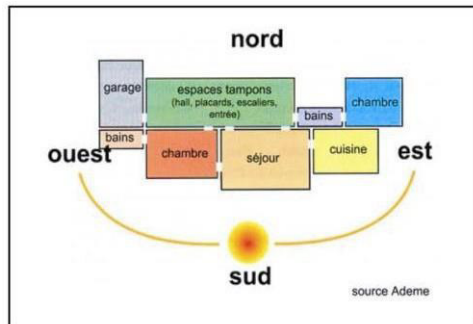 nord
garage
espaces tampons
(hall, placards, escaliers,
entrée)
bains
chambre
bains
ouest
chambre
séjour
cuisine
est
sud
source Ademe